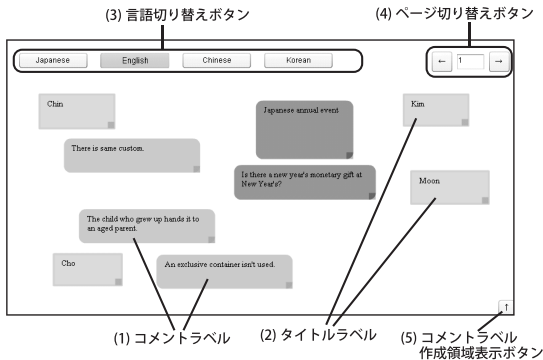 (3) 言語切り替えボタン
(4) ページ切り替えボタン
Japanese
English
Chinese
Korean
←
1
→
Chin
Japanese annual event
Kim
There is same custom.
Is there a new year's monetary gift at
New Year's?
Moon
The child who grew up hands it to
an aged parent.
Cho
An exclusive container isn't used.
↑
(1) コメントラベル
(2) タイトルラベル
(5) コメントラベル
作成領域表示ボタン